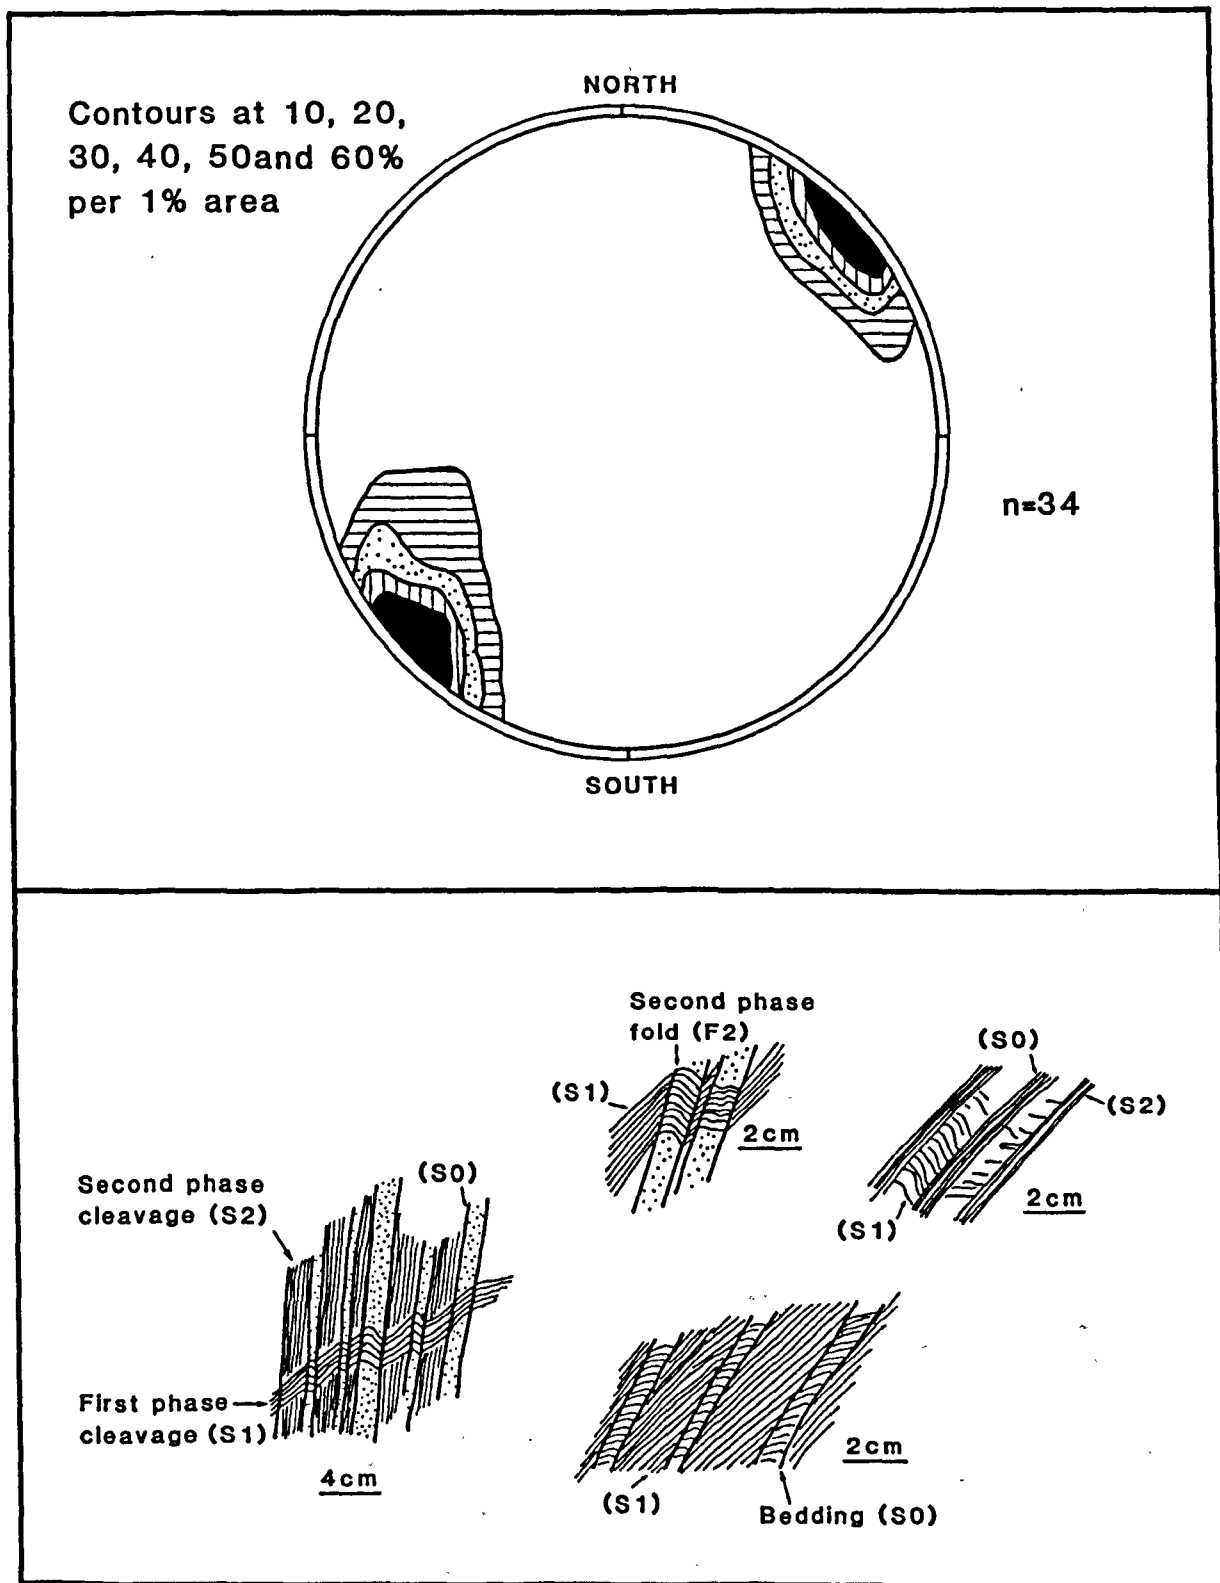 NORTH
Contours at 10, 20,
30, 40, 50and 60%
per 1% area
n=34
SOUTH
Second phase
fold (F2)
(S1)
2cm
(S0)
(S2)
2cm
(S1)
Second phase
cleavage (S2)
(S0)
First phase
cleavage (S1)
4cm
2cm
(S1)
Bedding (S0)